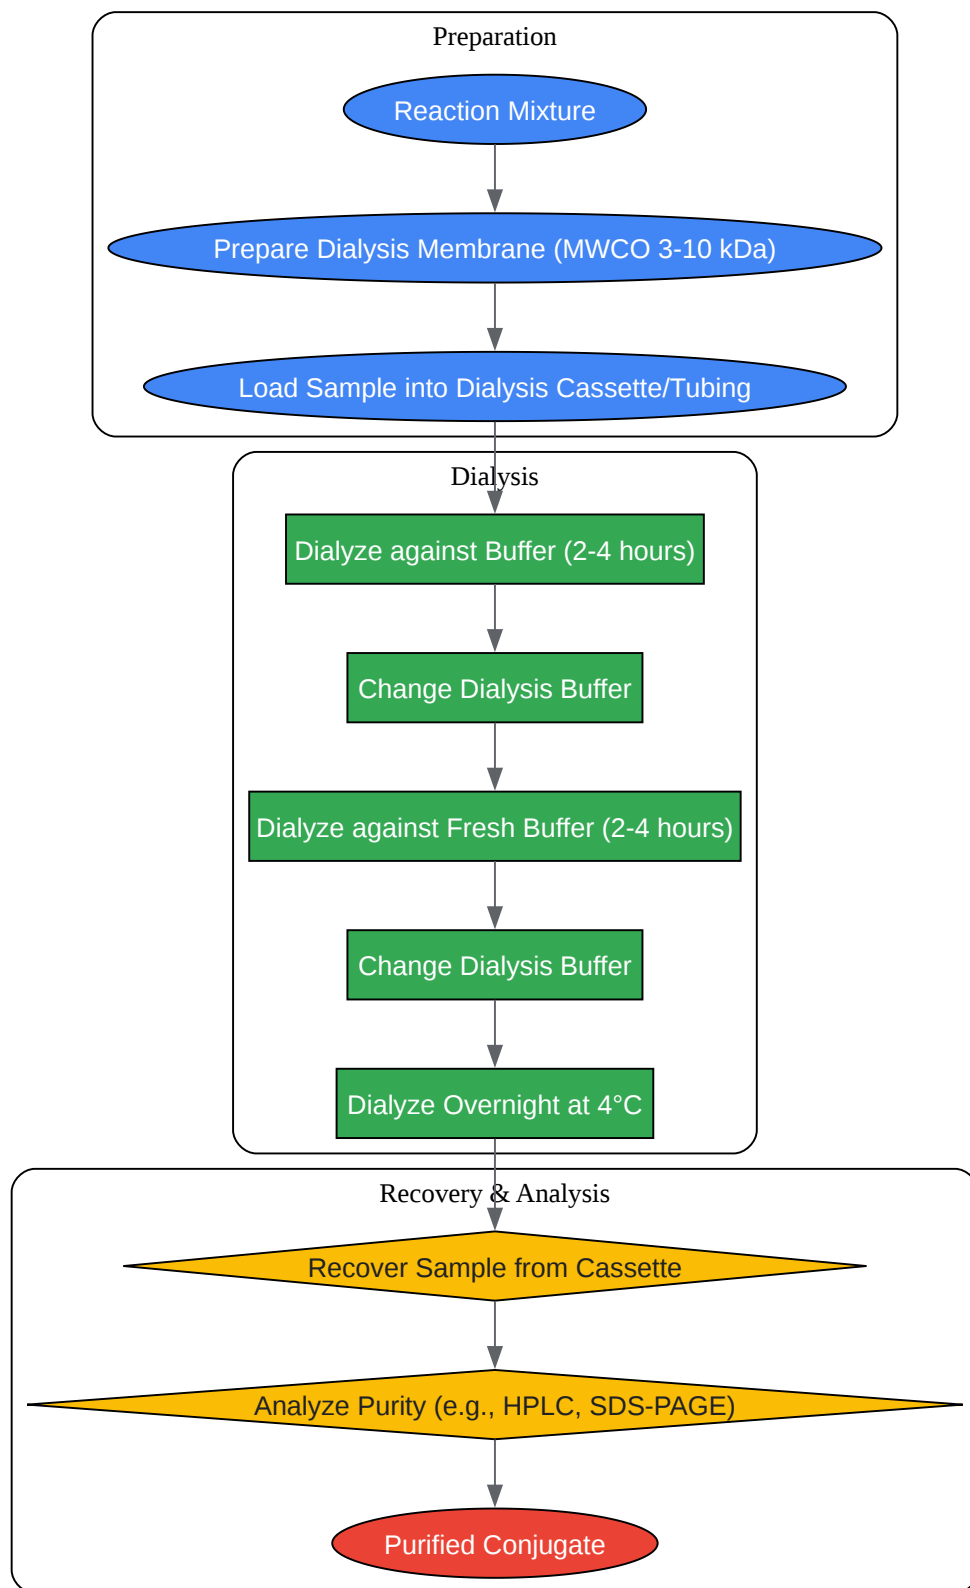 Preparation
Reaction Mixture
Prepare Dialysis Membrane (MWCO 3-10 kDa)
Load Sample into Dialysis Cassette/Tubing
Dialysis
Dialyze against Buffer (2-4 hours)
Change Dialysis Buffer
Dialyze against Fresh Buffer (2-4 hours)
Change Dialysis Buffer
Dialyze Overnight at 4°C
Recovery & Analysis
Recover Sample from Cassette
Analyze Purity (e.g., HPLC, SDS-PAGE)
Purified Conjugate